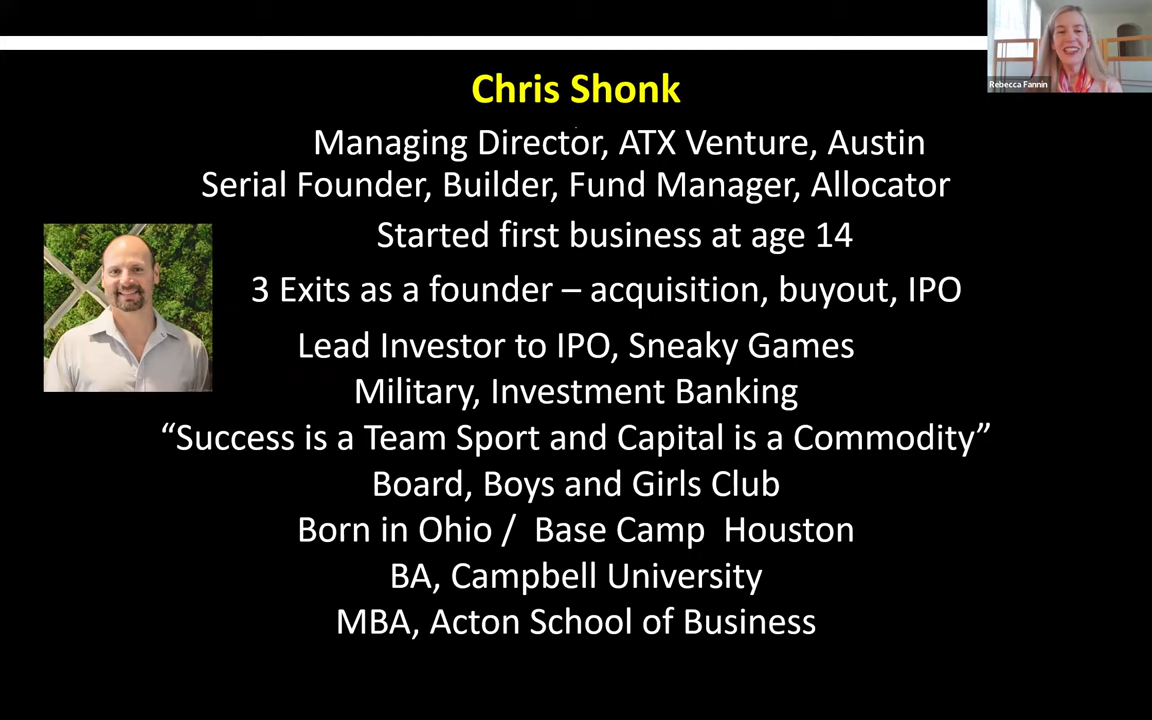 Rebecca Fannin
Chris Shonk
Managing Director, ATX Venture, Austin
Serial Founder, Builder, Fund Manager, Allocator
Started first business at age 14
3 Exits as a founder – acquisition, buyout, IPO
Lead Investor to IPO, Sneaky Games
Military, Investment Banking
“Success is a Team Sport and Capital is a Commodity”
Board, Boys and Girls Club
Born in Ohio /  Base Camp  Houston
BA, Campbell University
MBA, Acton School of Business